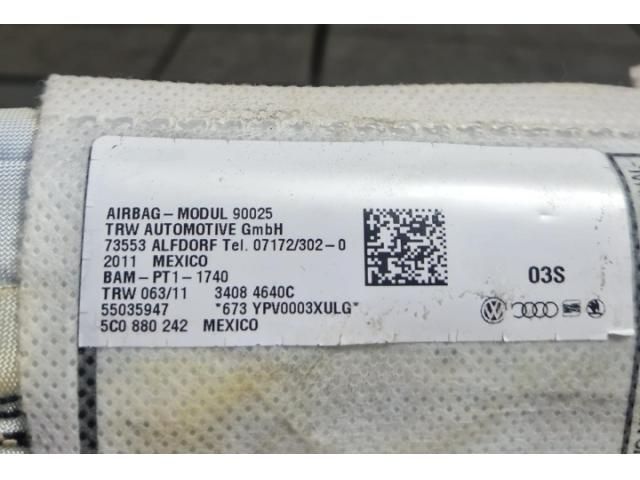 AIRBAG-MODUL 90025
TRW AUTOMOTIVE GmbH
73553 ALFDORF Tel. 07172/302-0
2011 MEXICO
BAM-PT1-1740
TRW 063/11 3408 4640C
55035947 *673 YPV0003XULG*
5C0 880 242 MEXICO
03S